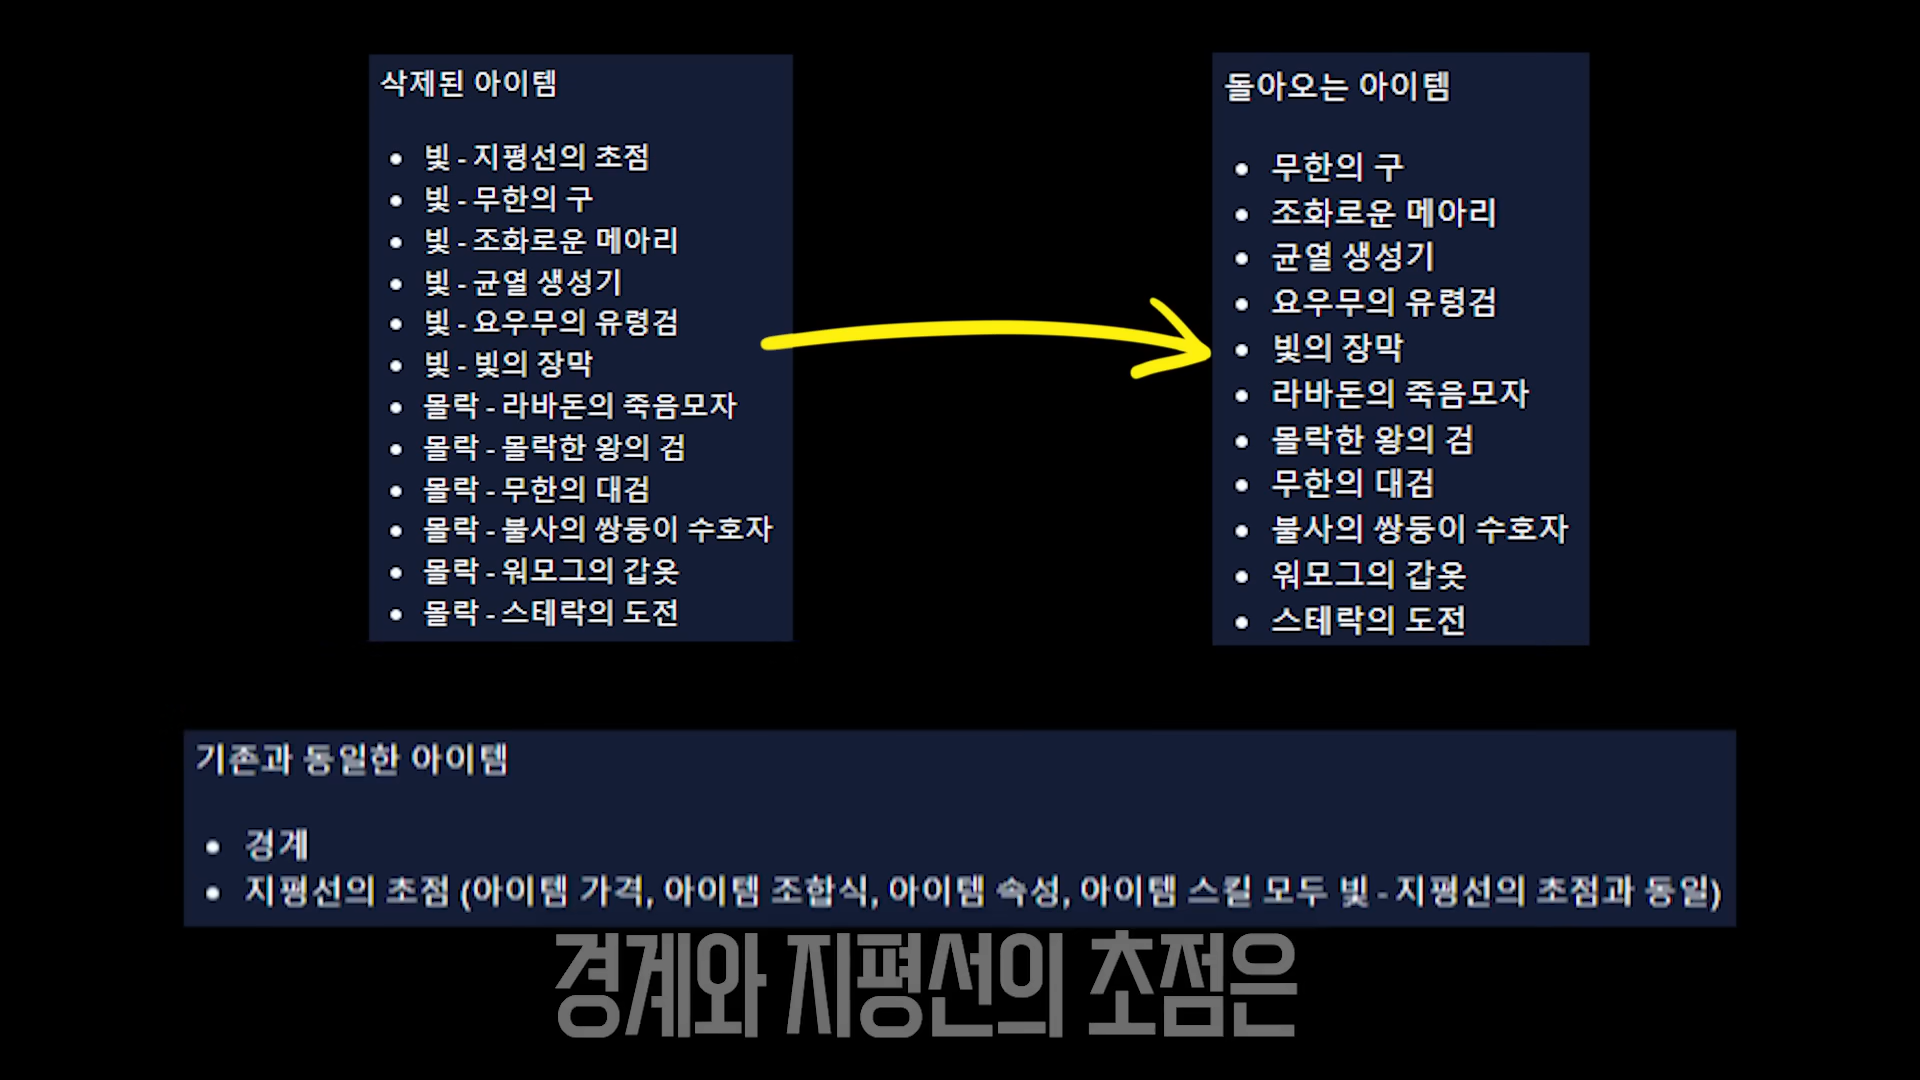 삭제된 아이템
• 빛 - 지평선의 초점
• 빛 - 무한의 구
• 빛 - 조화로운 메아리
• 빛 - 균열 생성기
• 빛 - 요우무의 유령검
• 빛 - 빛의 장막
• 몰락 - 라바돈의 죽음모자
• 몰락 - 몰락한 왕의 검
• 몰락 - 무한의 대검
• 몰락 - 불사의 쌍둥이 수호자
• 몰락 - 워모그의 갑옷
• 몰락 - 스테락의 도전
돌아오는 아이템
• 무한의 구
• 조화로운 메아리
• 균열 생성기
• 요우무의 유령검
• 빛의 장막
• 라바돈의 죽음모자
• 몰락한 왕의 검
• 무한의 대검
• 불사의 쌍둥이 수호자
• 워모그의 갑옷
• 스테락의 도전
기존과 동일한 아이템
• 경계
• 지평선의 초점 (아이템 가격, 아이템 조합식, 아이템 속성, 아이템 스킬 모두 빛 - 지평선의 초점과 동일)
경계와 지평선의 초점은